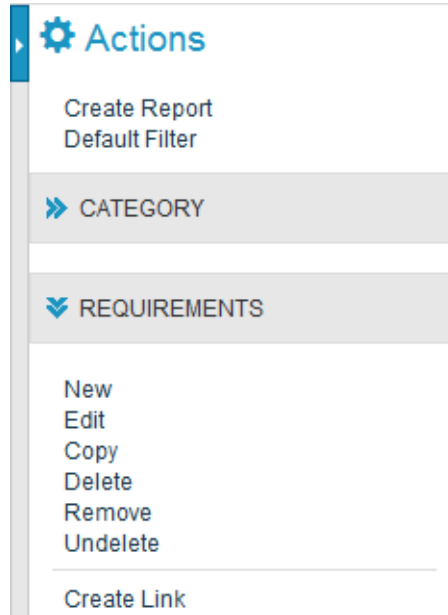 Actions
Create Report
Default Filter
CATEGORY
REQUIREMENTS
New
Edit
Copy
Delete
Remove
Undelete
Create Link